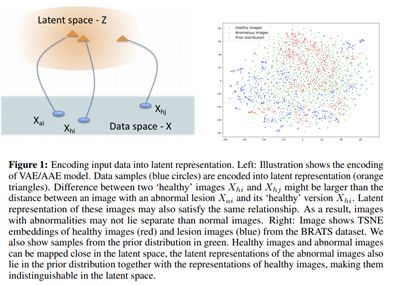 Latent space - Z
X_ai
X_hi
X_hj
Data space - X
healthy images
Anomalous images
Prior distribution
Figure 1: Encoding input data into latent representation. Left: Illustration shows the encoding
of VAE/AAE model. Data samples (blue circles) are encoded into latent representation (orange
triangles). Difference between two ‘healthy’ images X_hi and X_hj might be larger than the
distance between an image with an abnormal lesion X_ai and its ‘healthy’ version X_hi. Latent
representation of these images may also satisfy the same relationship. As a result, images
with abnormalities may not lie separate than normal images. Right: Image shows TSNE
embeddings of healthy images (red) and lesion images (blue) from the BRATS dataset. We
also show samples from the prior distribution in green. Healthy images and abnormal images
can be mapped close in the latent space, the latent representations of the abnormal images also
lie in the prior distribution together with the representations of healthy images, making them
indistinguishable in the latent space.